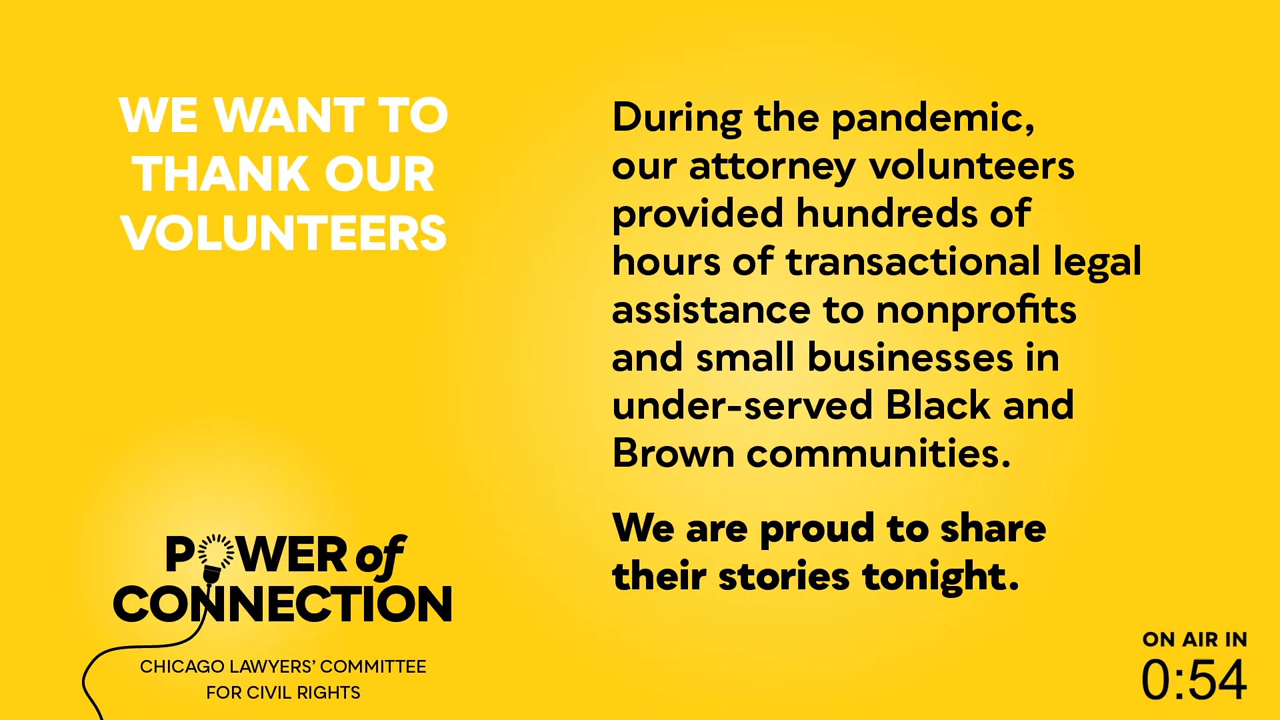 WE WANT TO
THANK OUR
VOLUNTEERS
During the pandemic,
our attorney volunteers
provided hundreds of
hours of transactional legal
assistance to nonprofits
and small businesses in
under-served Black and
Brown communities.
We are proud to share
their stories tonight.
POWER of
CONNECTION
CHICAGO LAWYERS’ COMMITTEE
FOR CIVIL RIGHTS
ON AIR IN
0:54